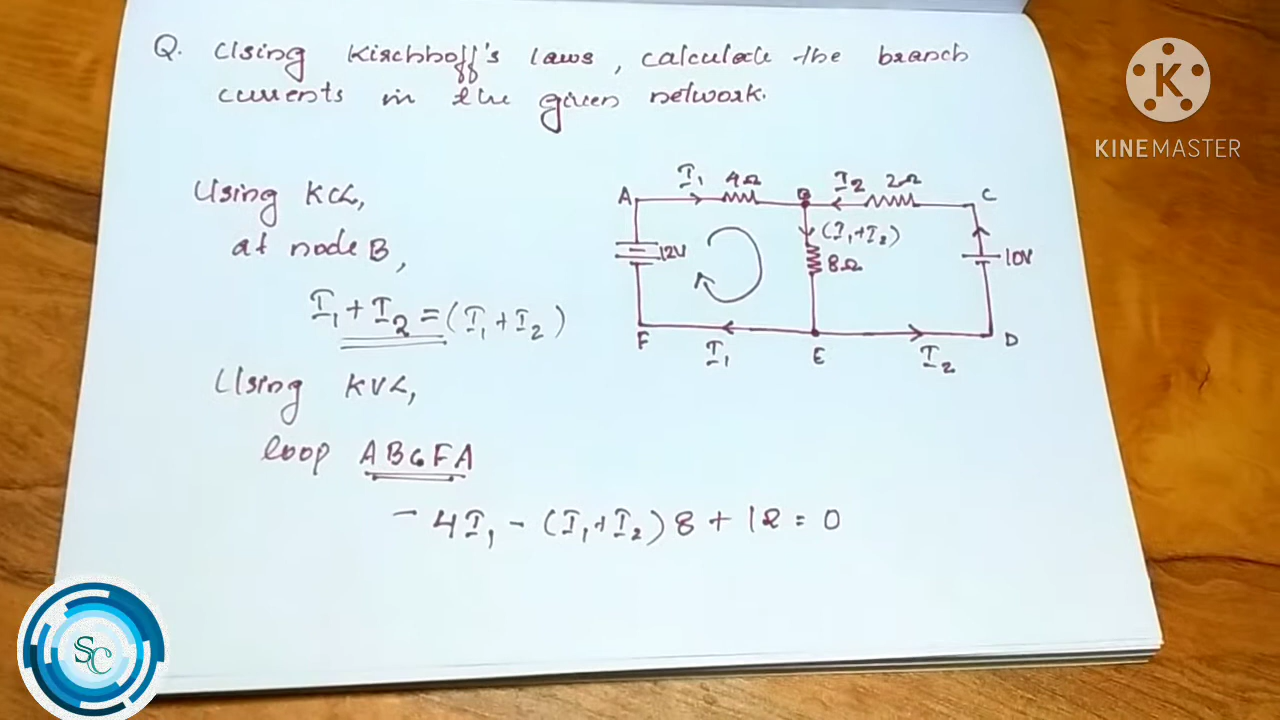 Q. Using Kirchhoff's laws, calculate the branch
currents in the given network.
K
KINEMASTER
Using KCL,
at node B,
I₁ + I₂ = (I₁ + I₂)
Using KVL,
loop ABEFA
- 4I₁ - (I₁ + I₂) 8 + 12 = 0
I₁ 4Ω B I₂ 2Ω
A C
(I₁+I₂)
12V 8Ω 10V
F E D
I₁ I₂
SC